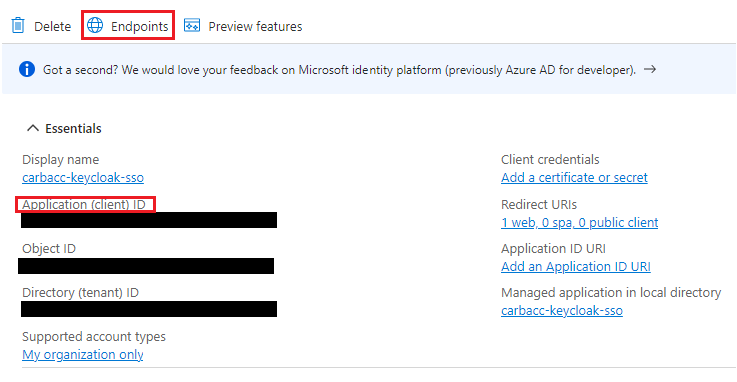 Delete Endpoints Preview features
Got a second? We would love your feedback on Microsoft identity platform (previously Azure AD for developer). →
Essentials
Display name
carbacc-keycloak-sso
Application (client) ID
Object ID
Directory (tenant) ID
Supported account types
My organization only
Client credentials
Add a certificate or secret
Redirect URIs
1 web, 0 spa, 0 public client
Application ID URI
Add an Application ID URI
Managed application in local directory
carbacc-keycloak-sso